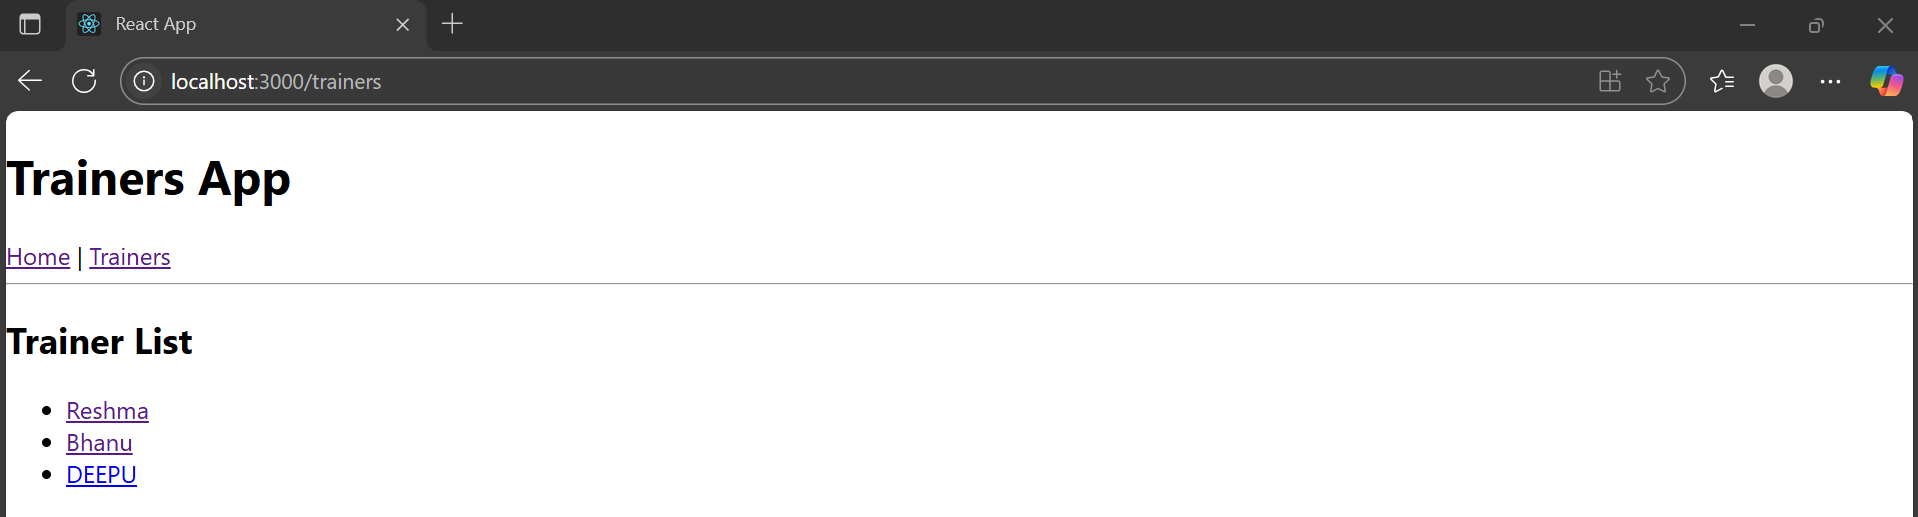 React App
localhost:3000/trainers
Trainers App
Home | Trainers
Trainer List
Reshma
Bhanu
DEEPU